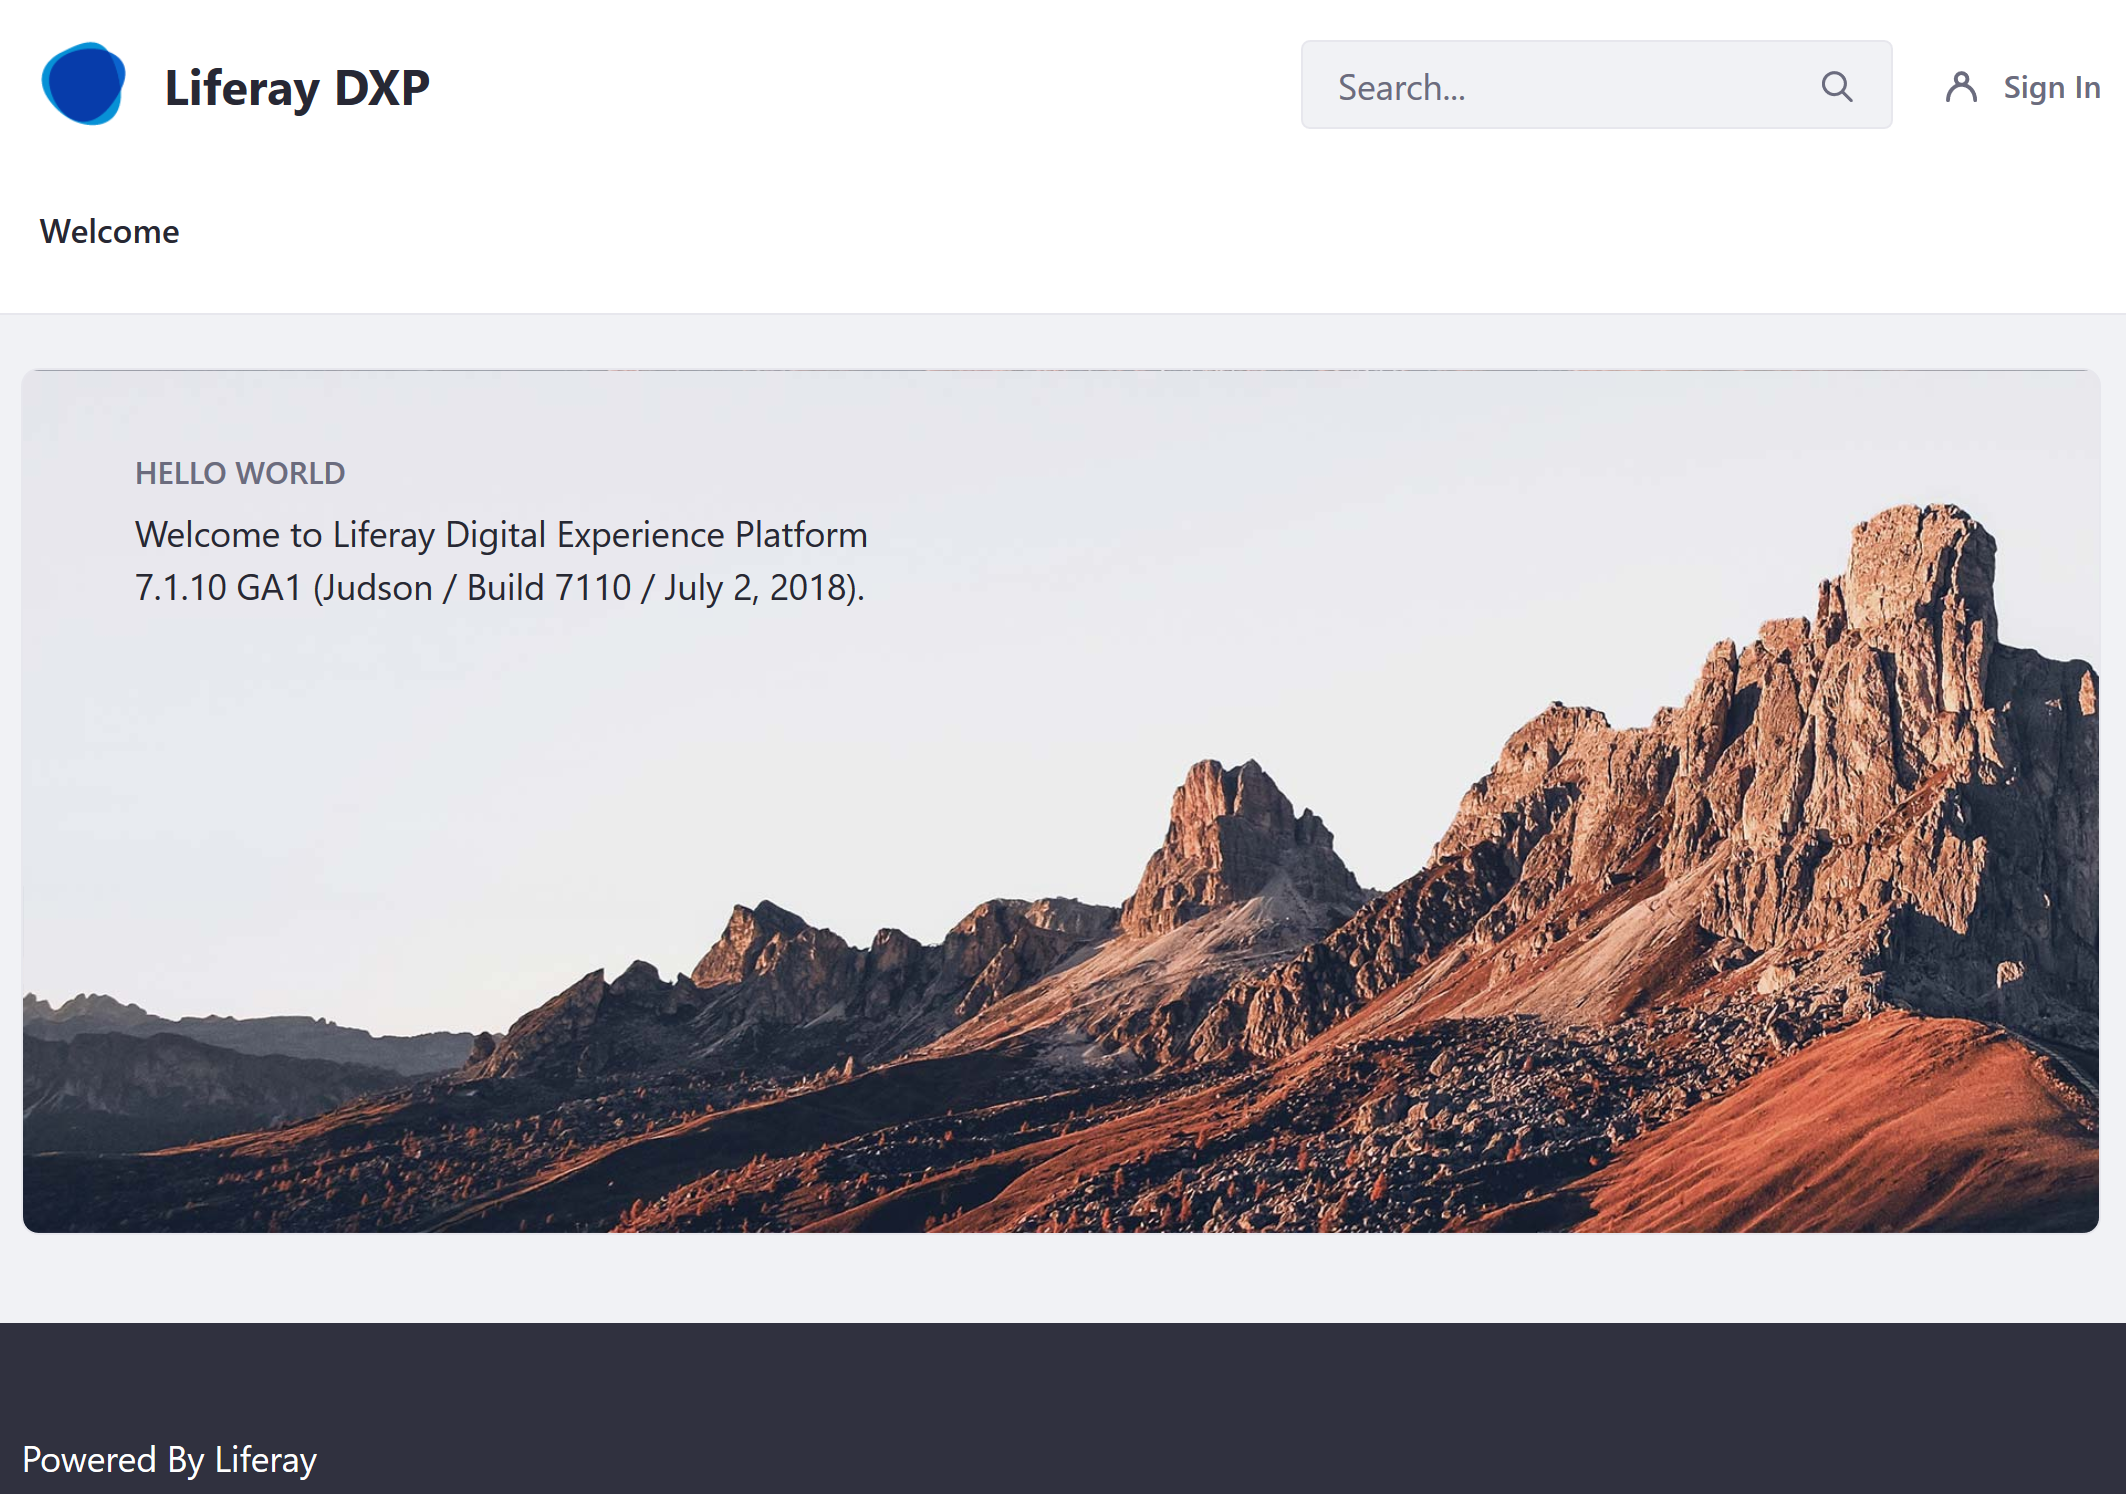 Liferay DXP
Search...
Sign In
Welcome
HELLO WORLD
Welcome to Liferay Digital Experience Platform
7.1.10 GA1 (Judson / Build 7110 / July 2, 2018).
Powered By Liferay